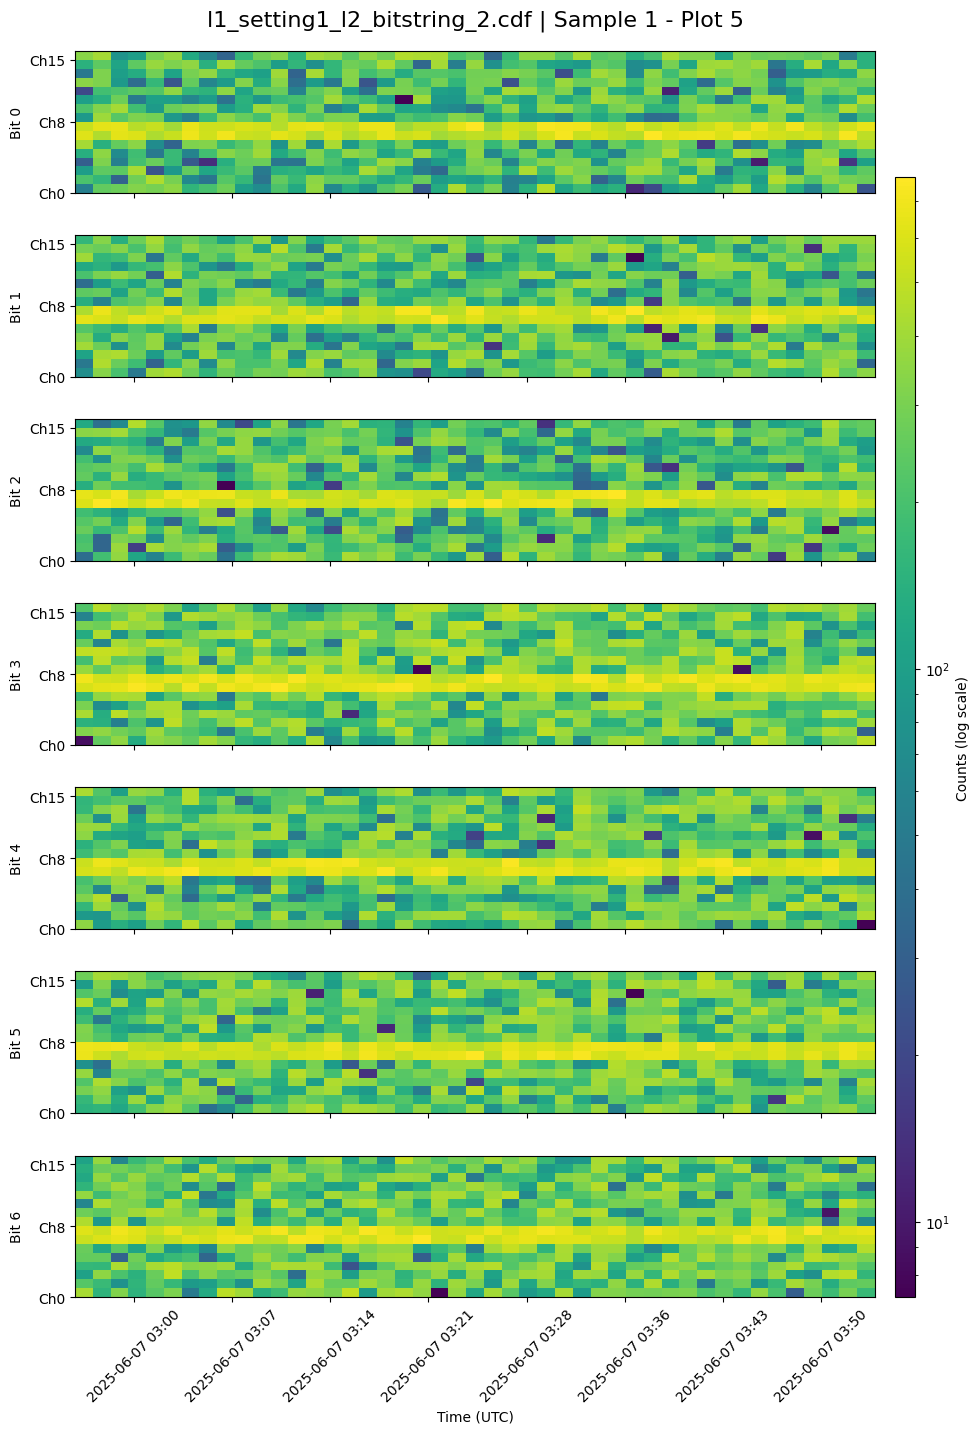 l1_setting1_l2_bitstring_2.cdf | Sample 1 - Plot 5
Ch15
Bit 0
Ch8
Ch0
Ch15
Bit 1
Ch8
Ch0
Ch15
Bit 2
Ch8
Ch0
Ch15
Bit 3
Ch8
Ch0
Ch15
Bit 4
Ch8
Ch0
Ch15
Bit 5
Ch8
Ch0
Ch15
Bit 6
Ch8
Ch0
2025-06-07 03:00
2025-06-07 03:07
2025-06-07 03:14
2025-06-07 03:21
2025-06-07 03:28
2025-06-07 03:36
2025-06-07 03:43
2025-06-07 03:50
Time (UTC)
10²
Counts (log scale)
10¹